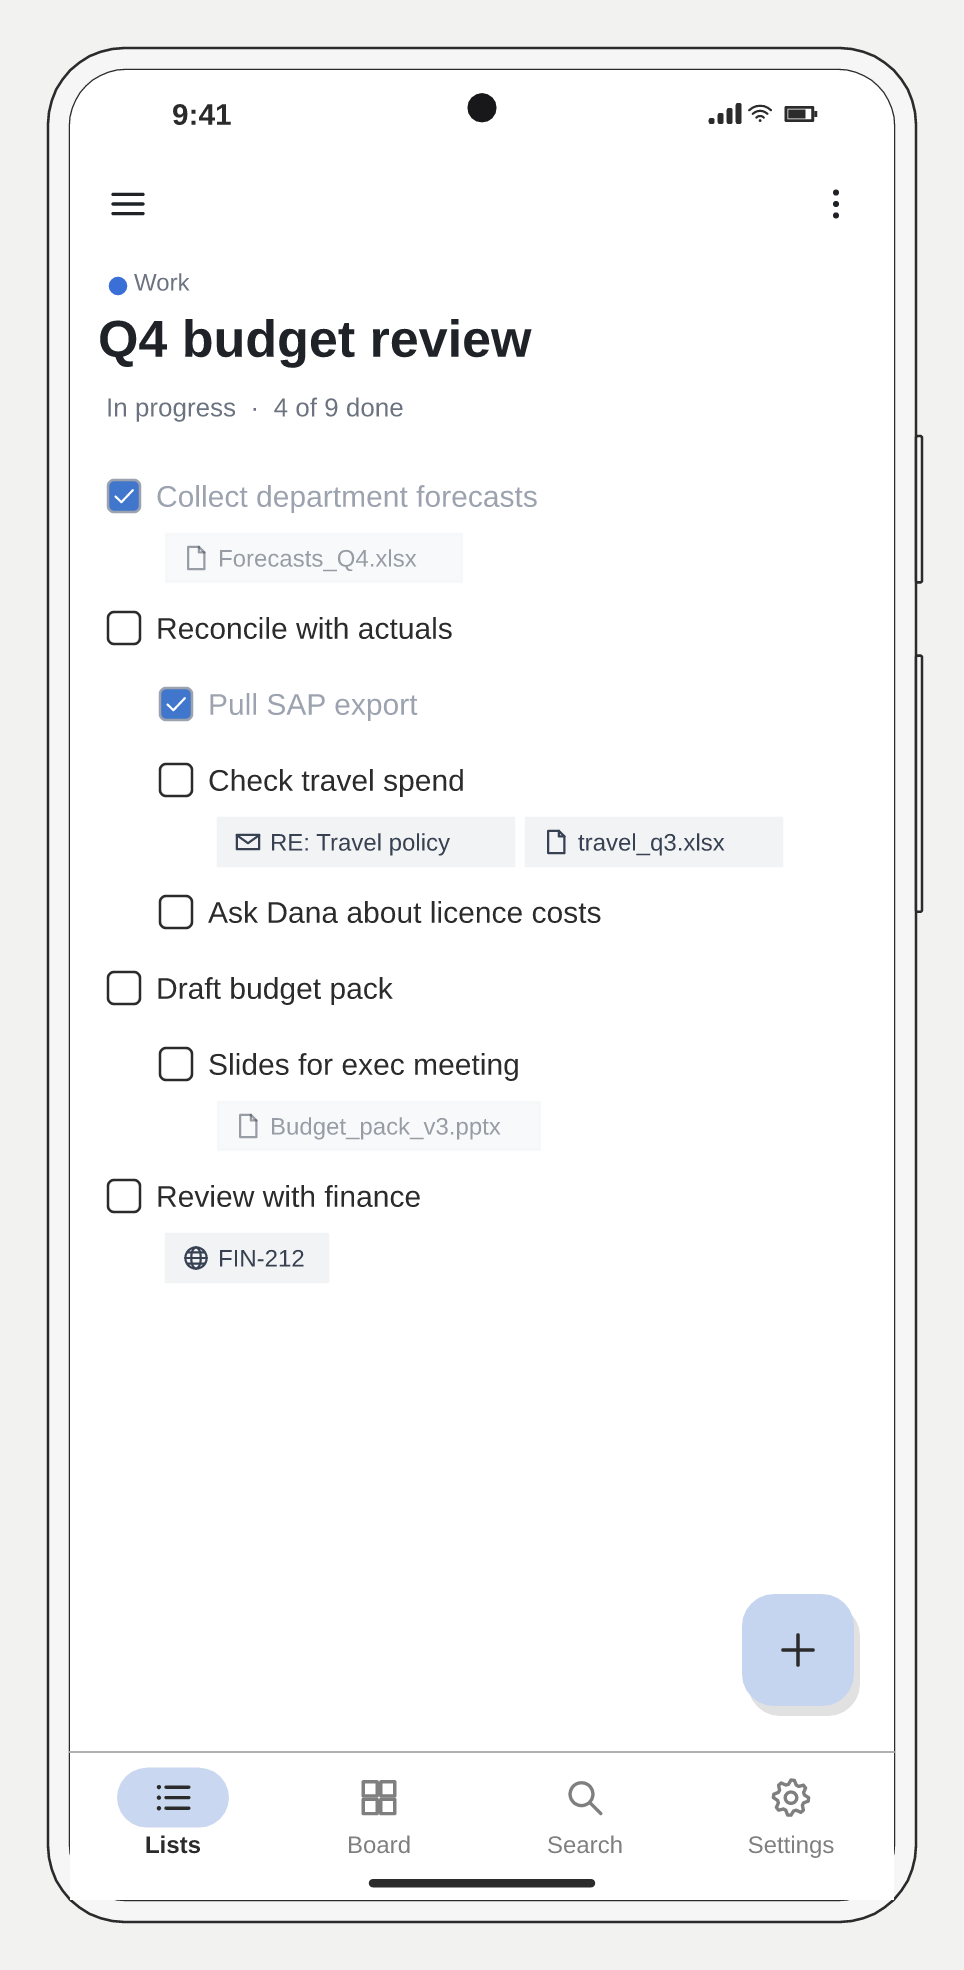 9:41
Work
Q4 budget review
In progress · 4 of 9 done
Collect department forecasts
Forecasts_Q4.xlsx
Reconcile with actuals
Pull SAP export
Check travel spend
RE: Travel policy travel_q3.xlsx
Ask Dana about licence costs
Draft budget pack
Slides for exec meeting
Budget_pack_v3.pptx
Review with finance
FIN-212
Lists Board Search Settings